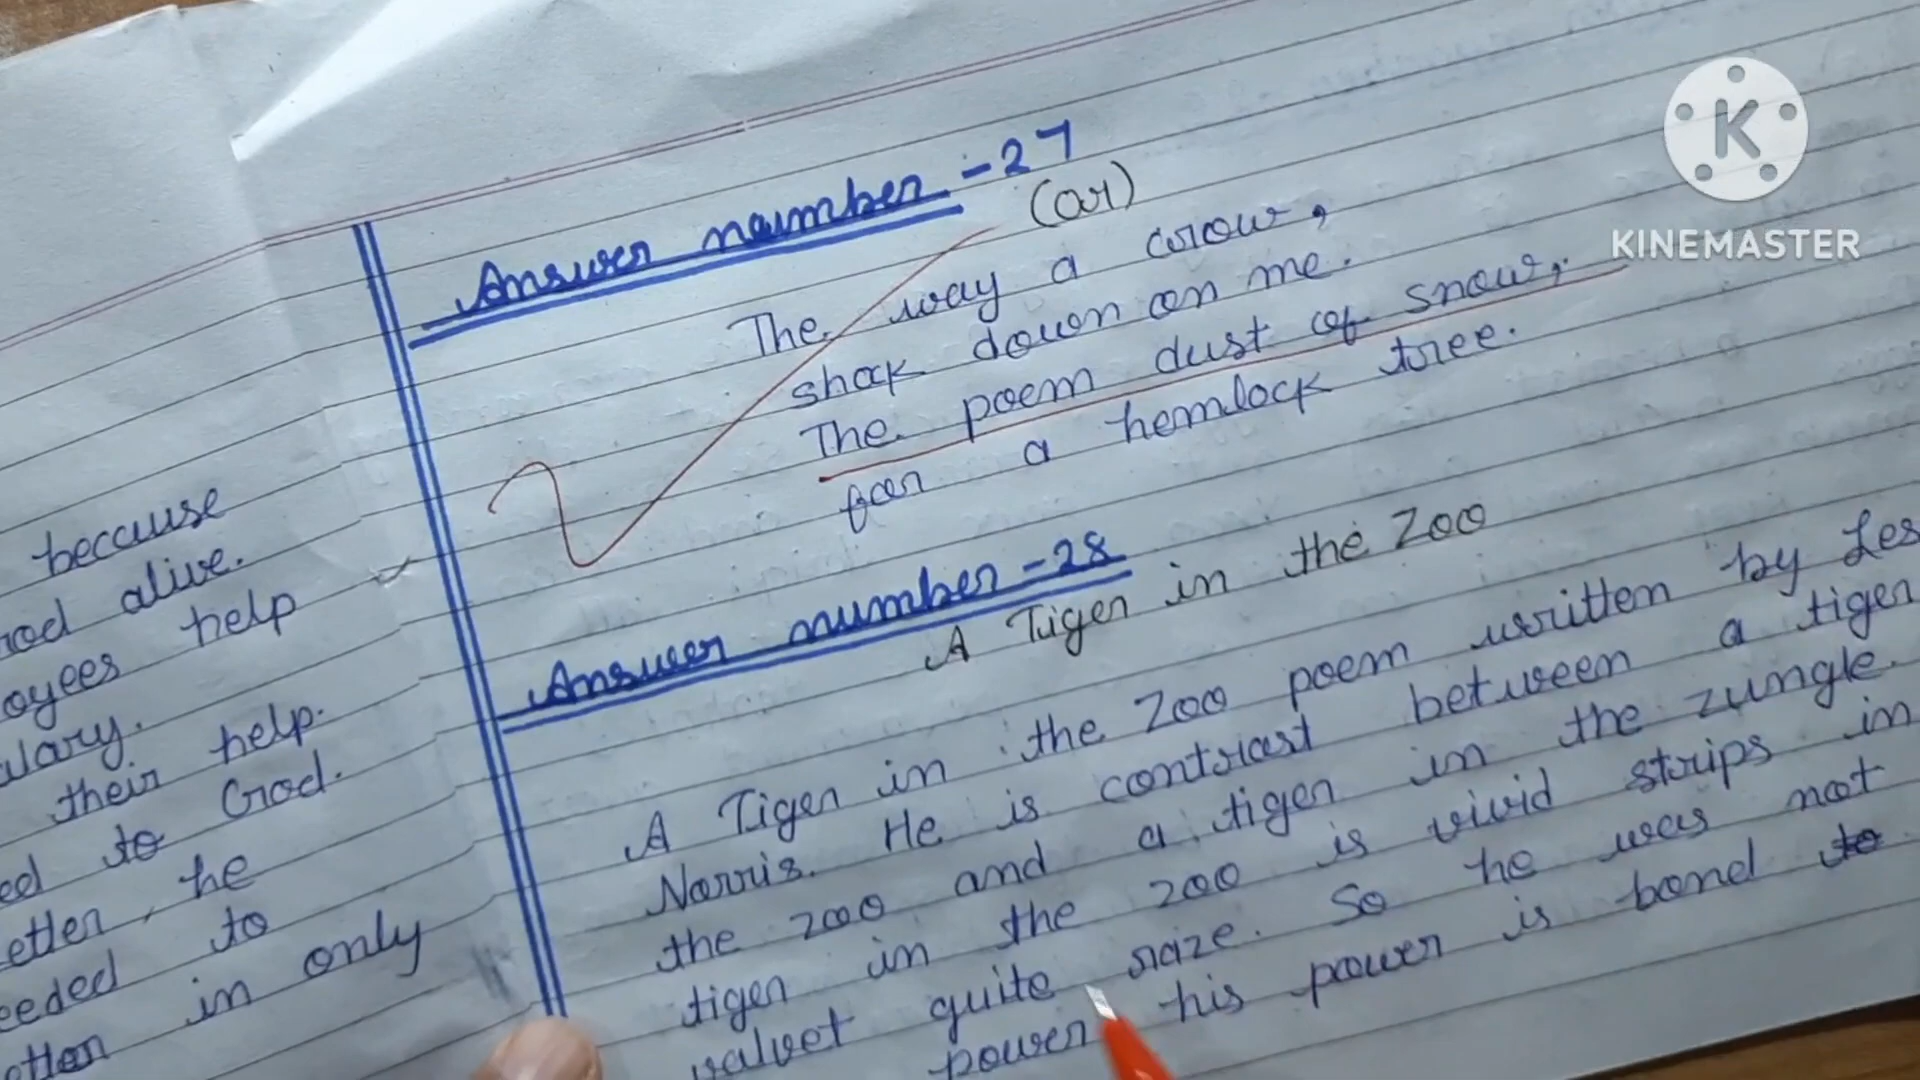 because
alive.
help
their help.
to God.
he
to
in only
Answer number - 27
(or)
The way a crow,
shak down on me.
The poem dust of snow,
fan a hemlock tree.
Answer number - 28
A Tiger in the Zoo
A Tiger in the Zoo poem written by Les
Norris. He is contrast between a tiger
the zoo and a tiger in the zungle.
tiger in the zoo is vivid strips in
valvet quite raize. So he was not
power his power is bond to
K
KINEMASTER